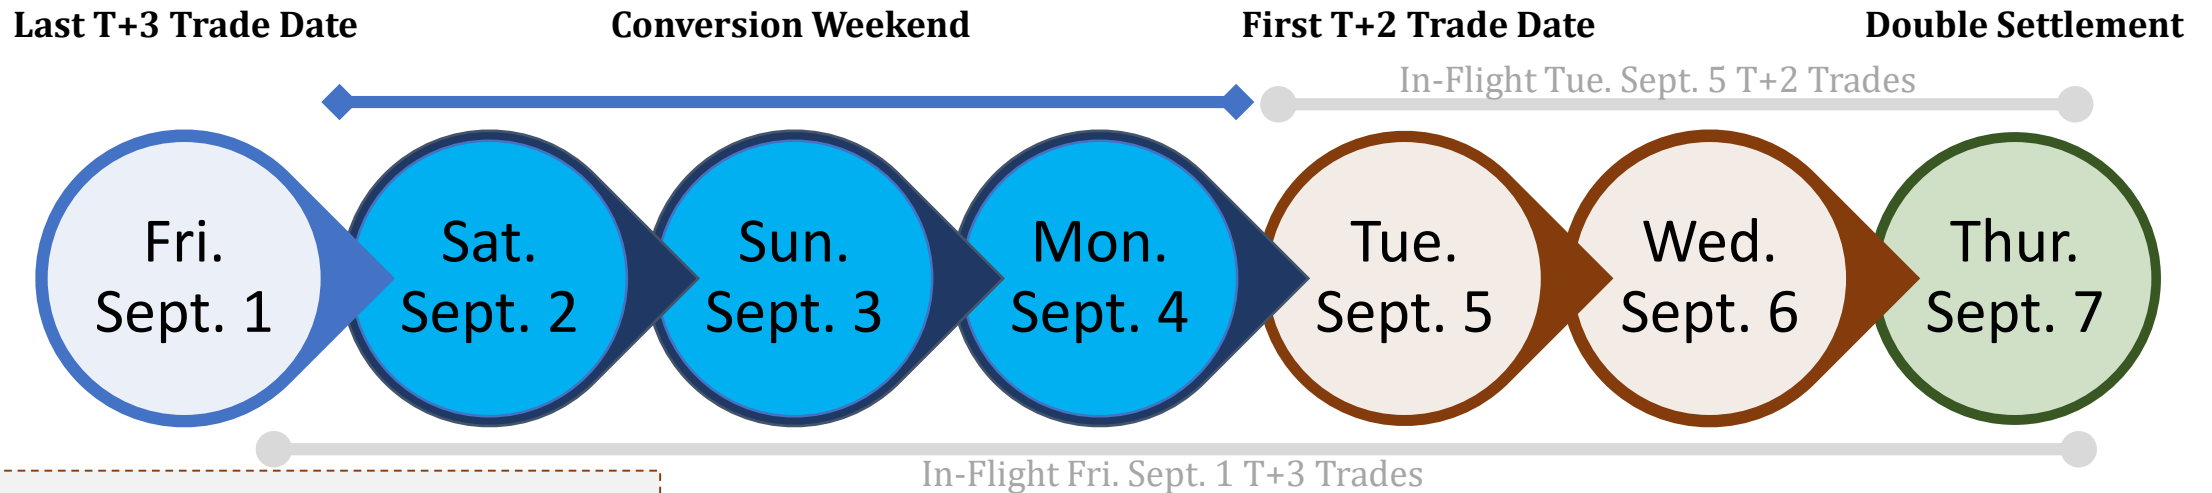 Last T+3 Trade Date
Conversion Weekend
First T+2 Trade Date
Double Settlement
In-Flight Tue. Sept. 5 T+2 Trades
Fri.
Sept. 1
Sat.
Sept. 2
Sun.
Sept. 3
Mon.
Sept. 4
Tue.
Sept. 5
Wed.
Sept. 6
Thur.
Sept. 7
In-Flight Fri. Sept. 1 T+3 Trades